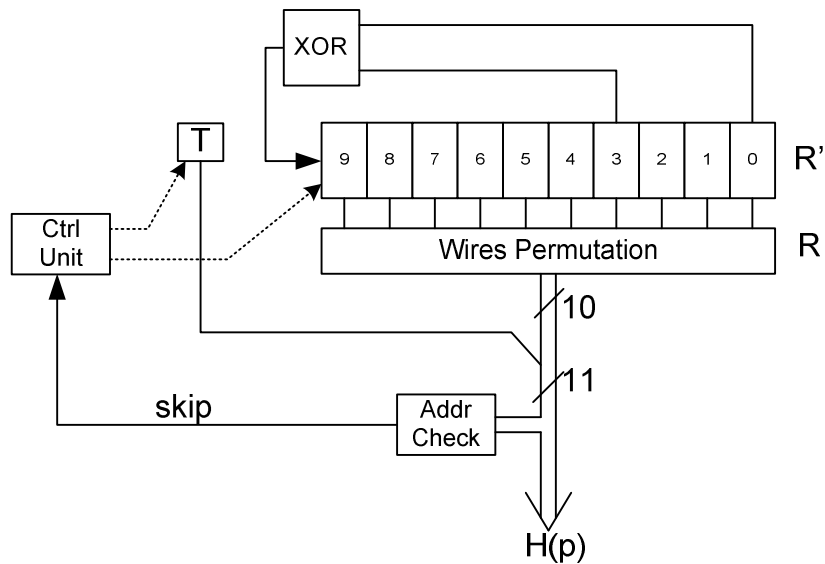 XOR
T
9 8 7 6 5 4 3 2 1 0
R'
Ctrl
Unit
Wires Permutation
R
10
11
skip
Addr
Check
H(p)